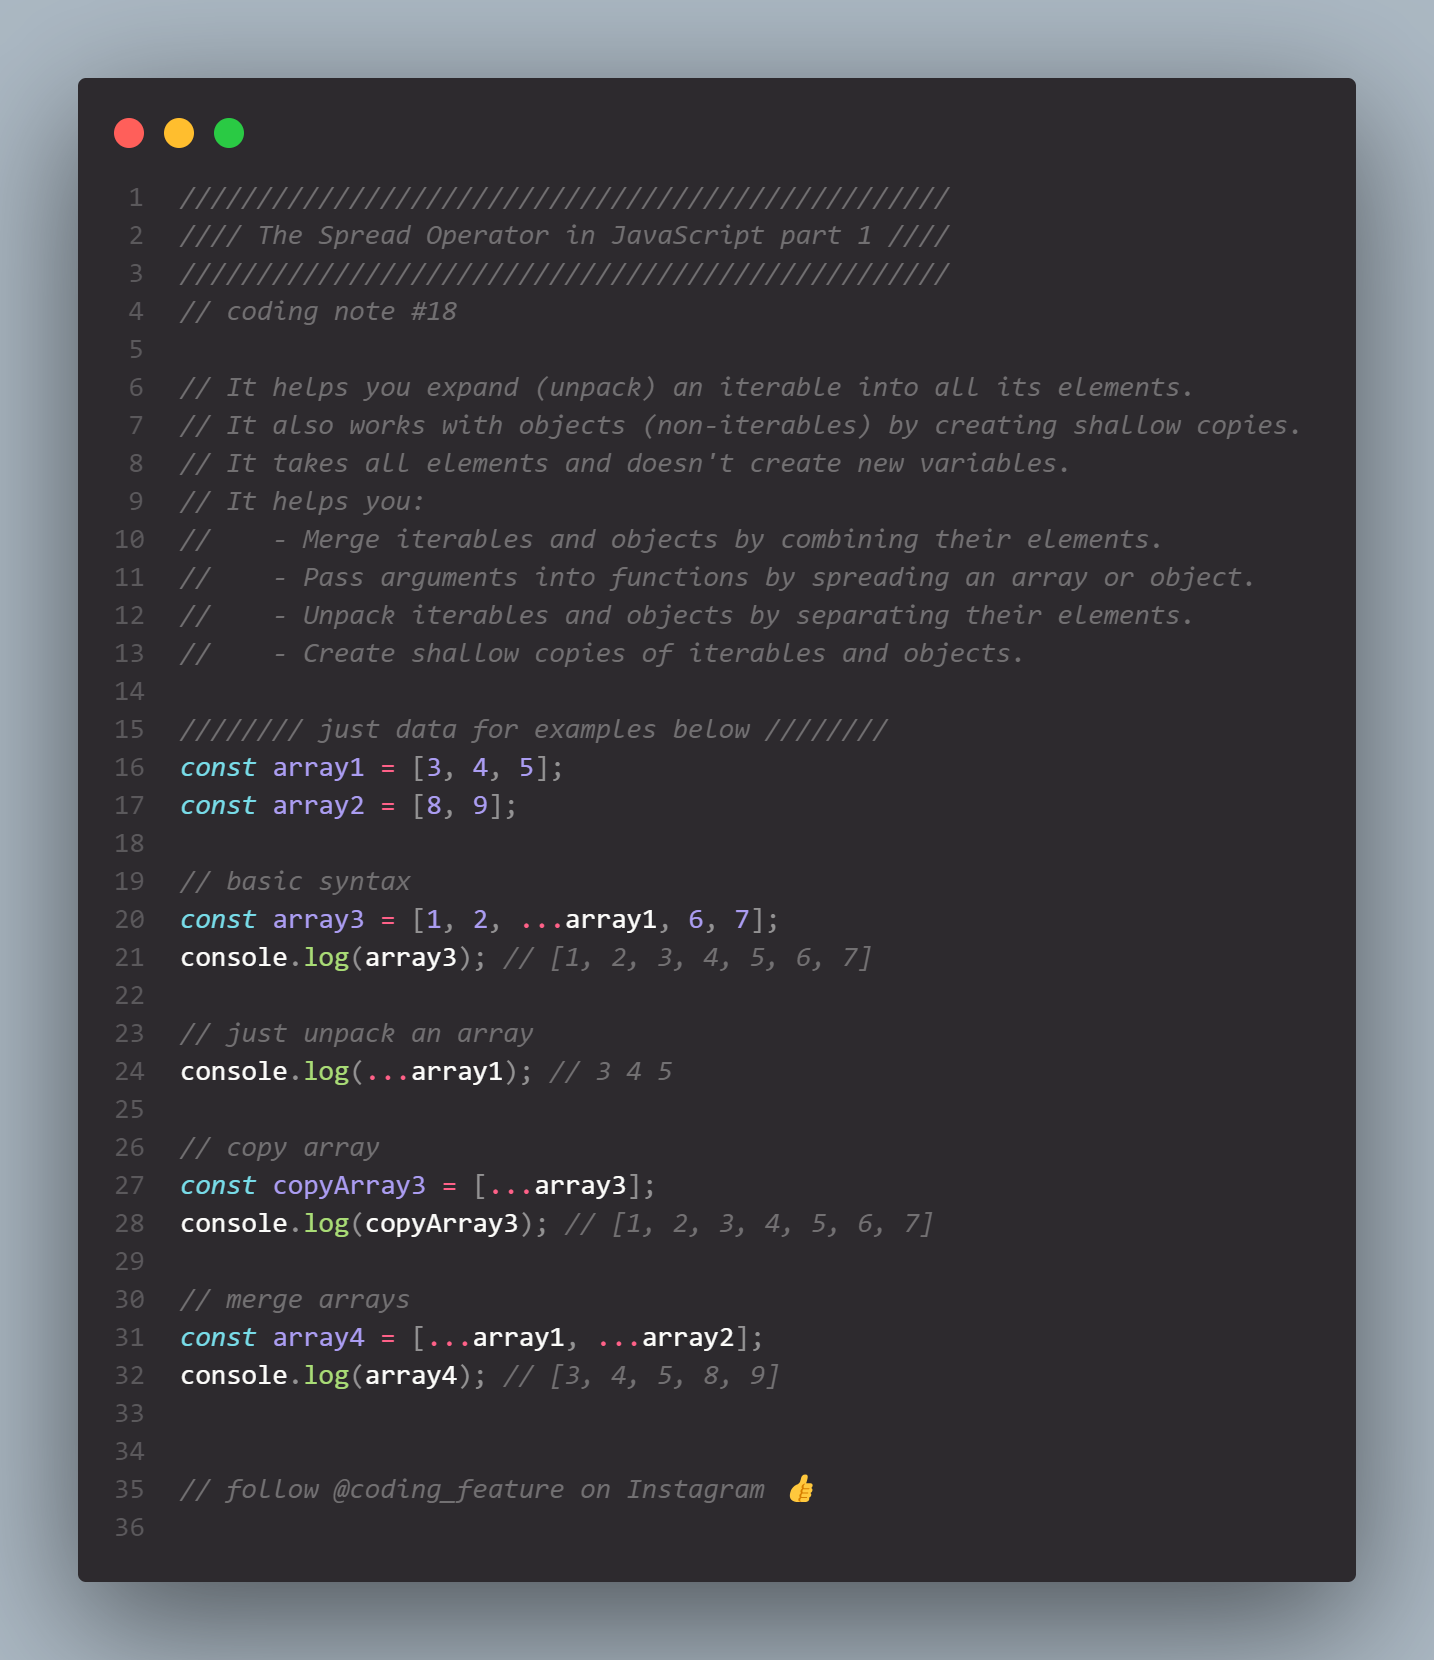 1 //////////////////////////////////////////////////
2 //// The Spread Operator in JavaScript part 1 ////
3 //////////////////////////////////////////////////
4 // coding note #18
5
6 // It helps you expand (unpack) an iterable into all its elements.
7 // It also works with objects (non-iterables) by creating shallow copies.
8 // It takes all elements and doesn't create new variables.
9 // It helps you:
10 //    - Merge iterables and objects by combining their elements.
11 //    - Pass arguments into functions by spreading an array or object.
12 //    - Unpack iterables and objects by separating their elements.
13 //    - Create shallow copies of iterables and objects.
14
15 //////// just data for examples below ////////
16 const array1 = [3, 4, 5];
17 const array2 = [8, 9];
18
19 // basic syntax
20 const array3 = [1, 2, ...array1, 6, 7];
21 console.log(array3); // [1, 2, 3, 4, 5, 6, 7]
22
23 // just unpack an array
24 console.log(...array1); // 3 4 5
25
26 // copy array
27 const copyArray3 = [...array3];
28 console.log(copyArray3); // [1, 2, 3, 4, 5, 6, 7]
29
30 // merge arrays
31 const array4 = [...array1, ...array2];
32 console.log(array4); // [3, 4, 5, 8, 9]
33
34
35 // follow @coding_feature on Instagram 👍
36